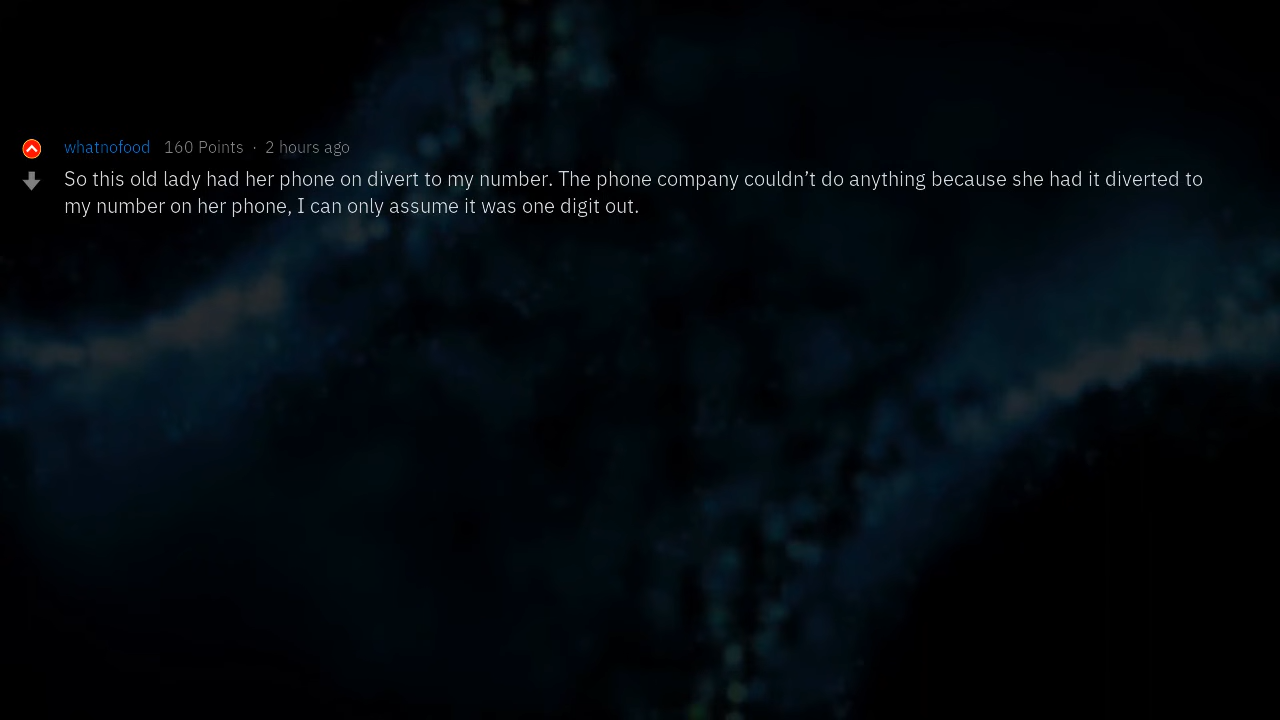 whatnofood 160 Points · 2 hours ago
So this old lady had her phone on divert to my number. The phone company couldn’t do anything because she had it diverted to
my number on her phone, I can only assume it was one digit out.